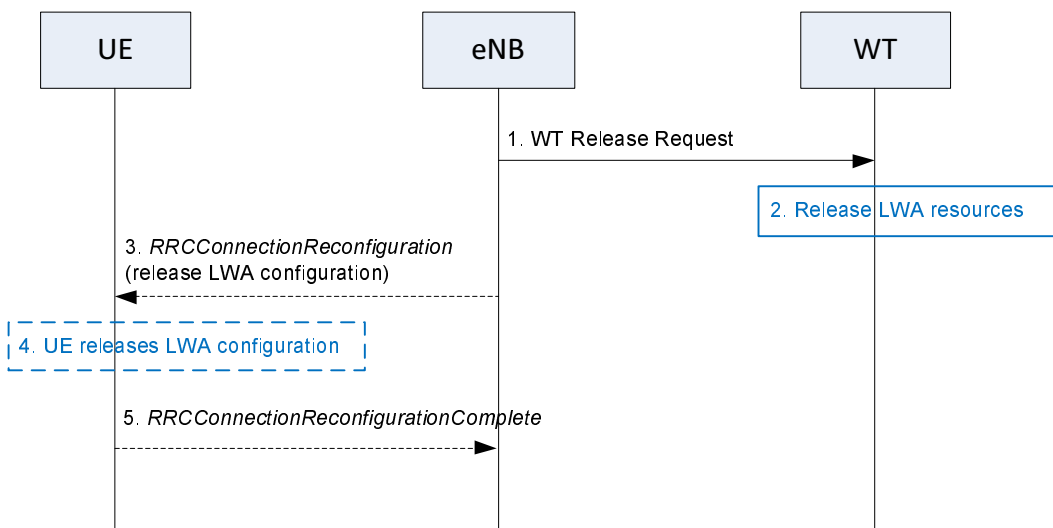 UE
eNB
WT
1. WT Release Request
2. Release LWA resources
3. RRCConnectionReconfiguration
(release LWA configuration)
4. UE releases LWA configuration
5. RRCConnectionReconfigurationComplete